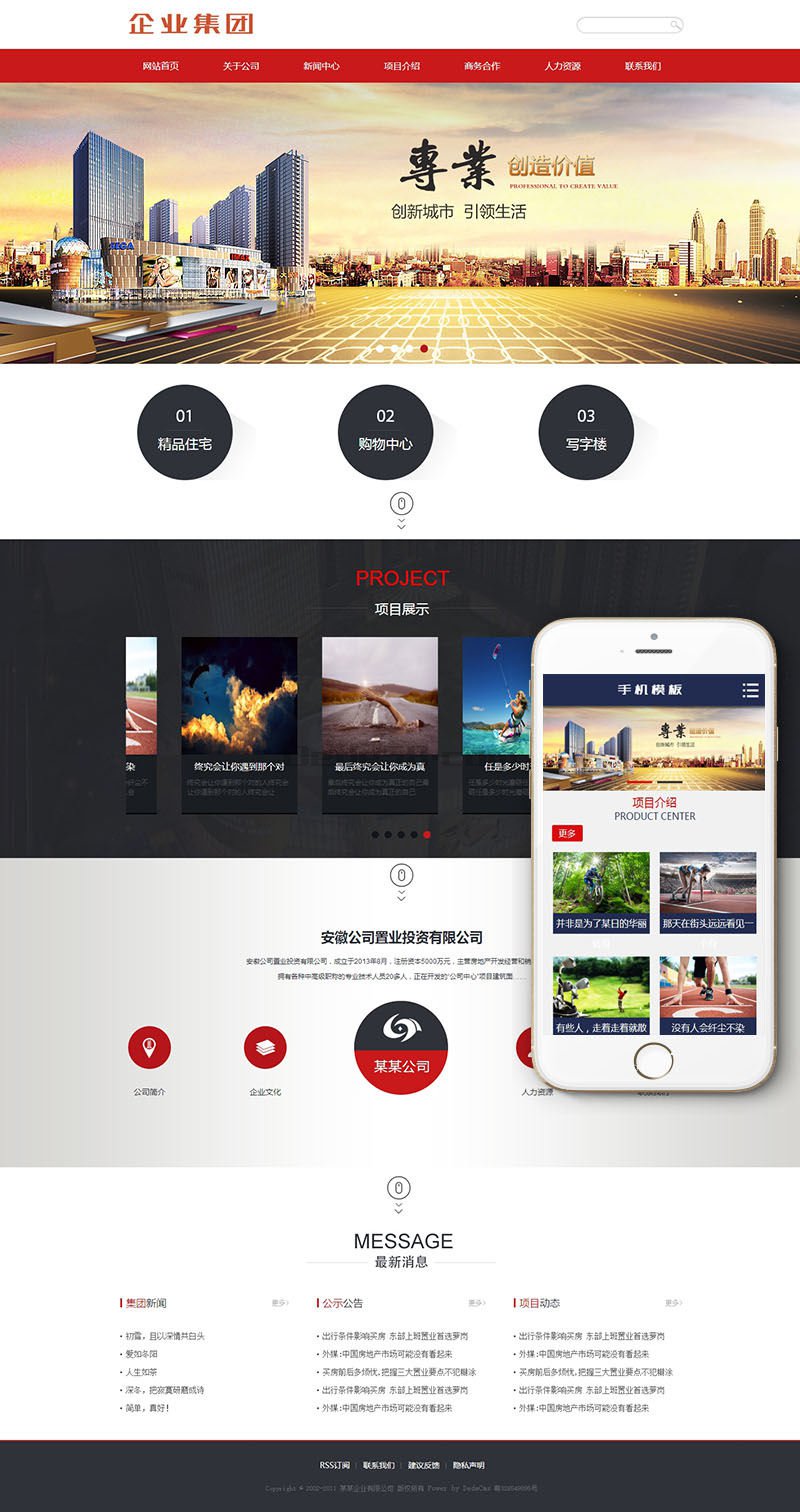 企业集团
网站首页 关于公司 新闻中心 项目介绍 商务合作 人力资源 联系我们
專業 创造价值
PROFESSIONAL TO CREATE VALUE
创新城市 引领生活
01 02 03
精品住宅 购物中心 写字楼
PROJECT
项目展示
染 终究会让你遇到那个对 最后终究会让你成为真 任是多少时
终究会让你遇到那个对的人终究会 最后终究会让你成为真正的自己最
让你遇到那个对的人终究会让 后终究会让你成为真正的自己
手机模板
專業 创造价值
创新城市 引领生活
项目介绍
PRODUCT CENTER
更多
并非是为了某日的华丽 那天在街头远远看见一
有些人，走着走着就散 没有人会纤尘不染
安徽公司置业投资有限公司
安徽公司置业投资有限公司，成立于2013年8月，注册资本5000万元，主营房地产开发经营和销
拥有各种中高级职称的专业技术人员20多人，正在开发的“公司中心”项目建筑面……
某某公司
公司简介 企业文化 人力资源
MESSAGE
最新消息
集团新闻 更多> 公示公告 更多> 项目动态 更多>
· 初雪，且以深情共白头 · 出行条件影响买房 东部上班置业首选萝岗 · 出行条件影响买房 东部上班置业首选萝岗
· 爱如冬阳 · 外媒:中国房地产市场可能没有看起来 · 外媒:中国房地产市场可能没有看起来
· 人生如茶 · 买房前后多烦忧,把握三大置业要点不犯糊涂 · 买房前后多烦忧,把握三大置业要点不犯糊涂
· 深冬，把寂寞研磨成诗 · 出行条件影响买房 东部上班置业首选萝岗 · 出行条件影响买房 东部上班置业首选萝岗
· 简单，真好！ · 外媒:中国房地产市场可能没有看起来 · 外媒:中国房地产市场可能没有看起来
RSS订阅 | 联系我们 | 建议反馈 | 隐私声明
Copyright © 2002-2011 某某企业有限公司 版权所有 Power by DedeCms